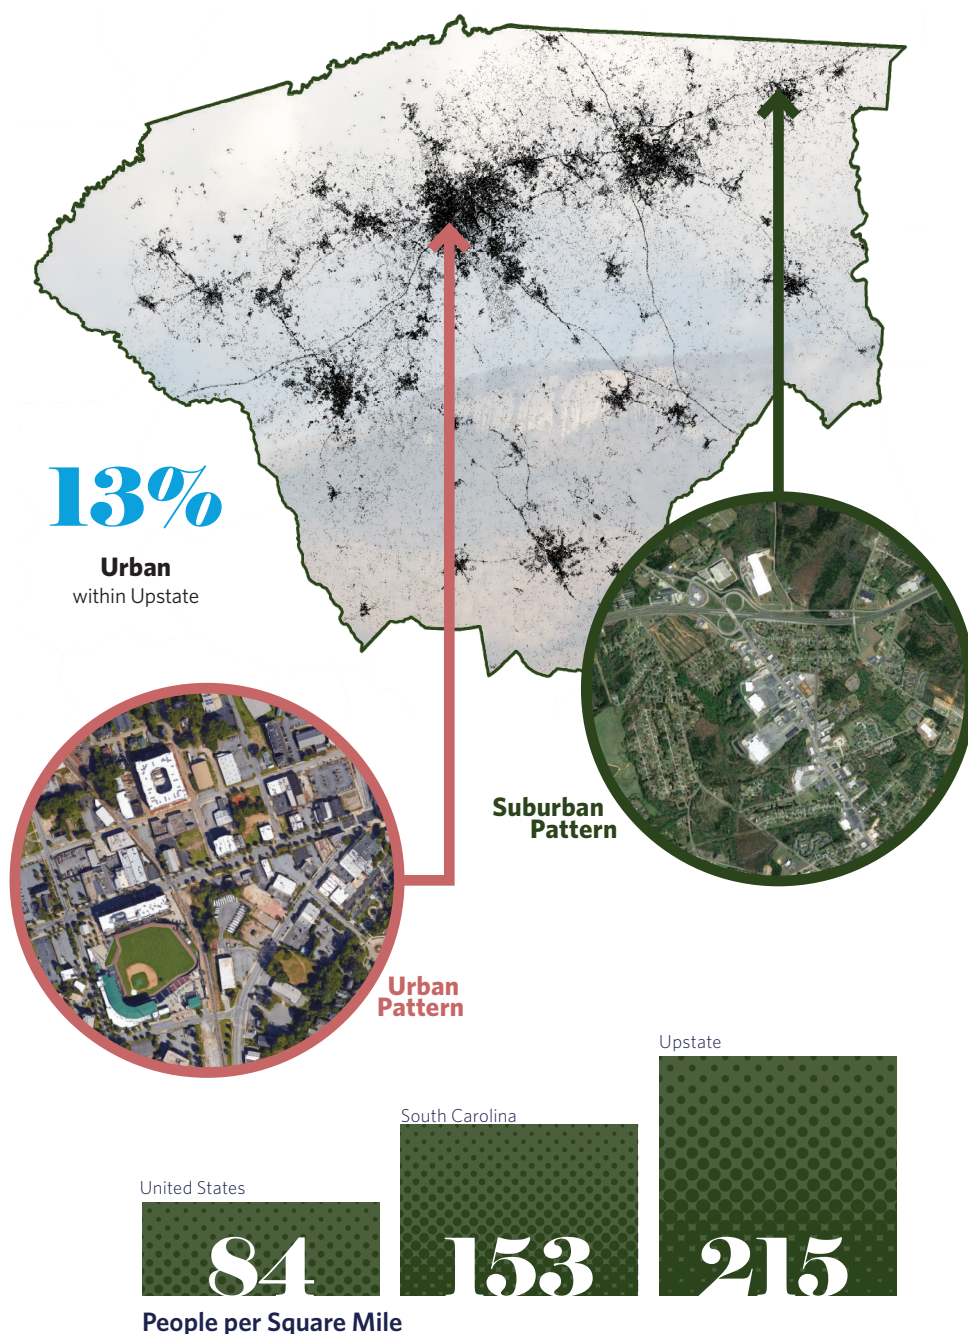 13%
Urban
within Upstate
Suburban
Pattern
Urban
Pattern
Upstate
South Carolina
United States
84
153
215
People per Square Mile